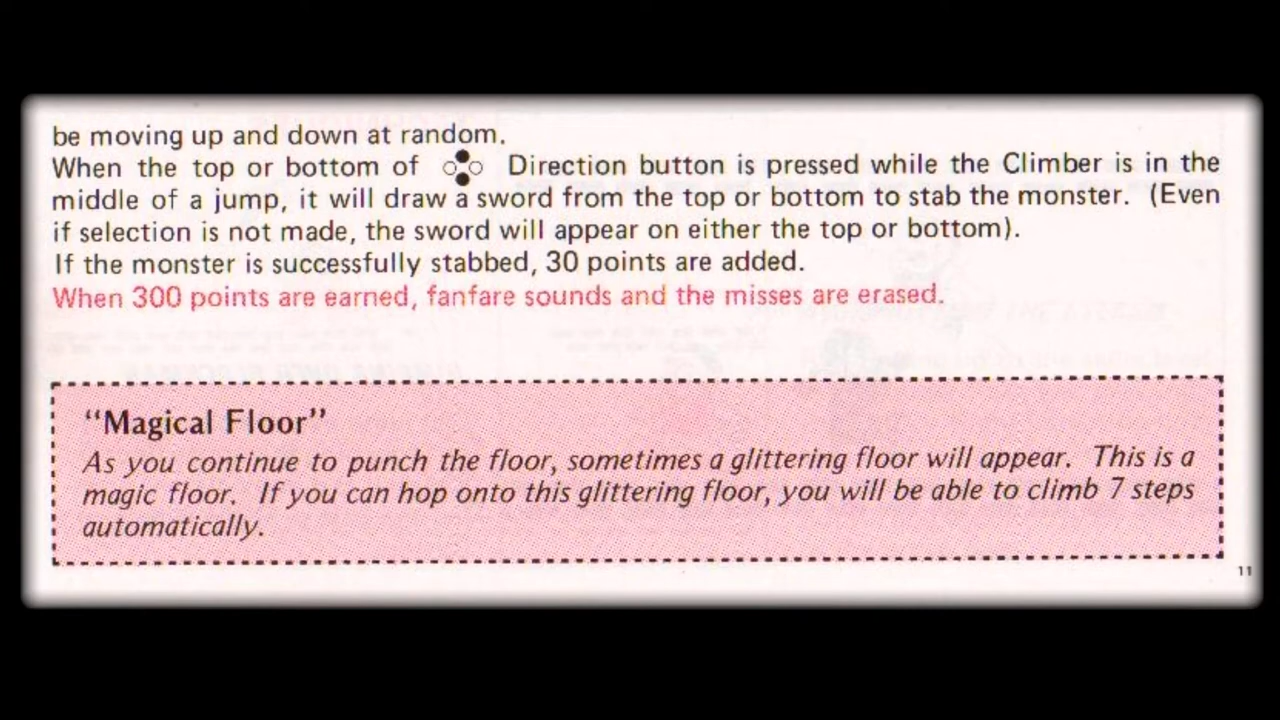 be moving up and down at random.
When the top or bottom of Direction button is pressed while the Climber is in the
middle of a jump, it will draw a sword from the top or bottom to stab the monster. (Even
if selection is not made, the sword will appear on either the top or bottom).
If the monster is successfully stabbed, 30 points are added.
When 300 points are earned, fanfare sounds and the misses are erased.
“Magical Floor”
As you continue to punch the floor, sometimes a glittering floor will appear. This is a
magic floor. If you can hop onto this glittering floor, you will be able to climb 7 steps
automatically.
11